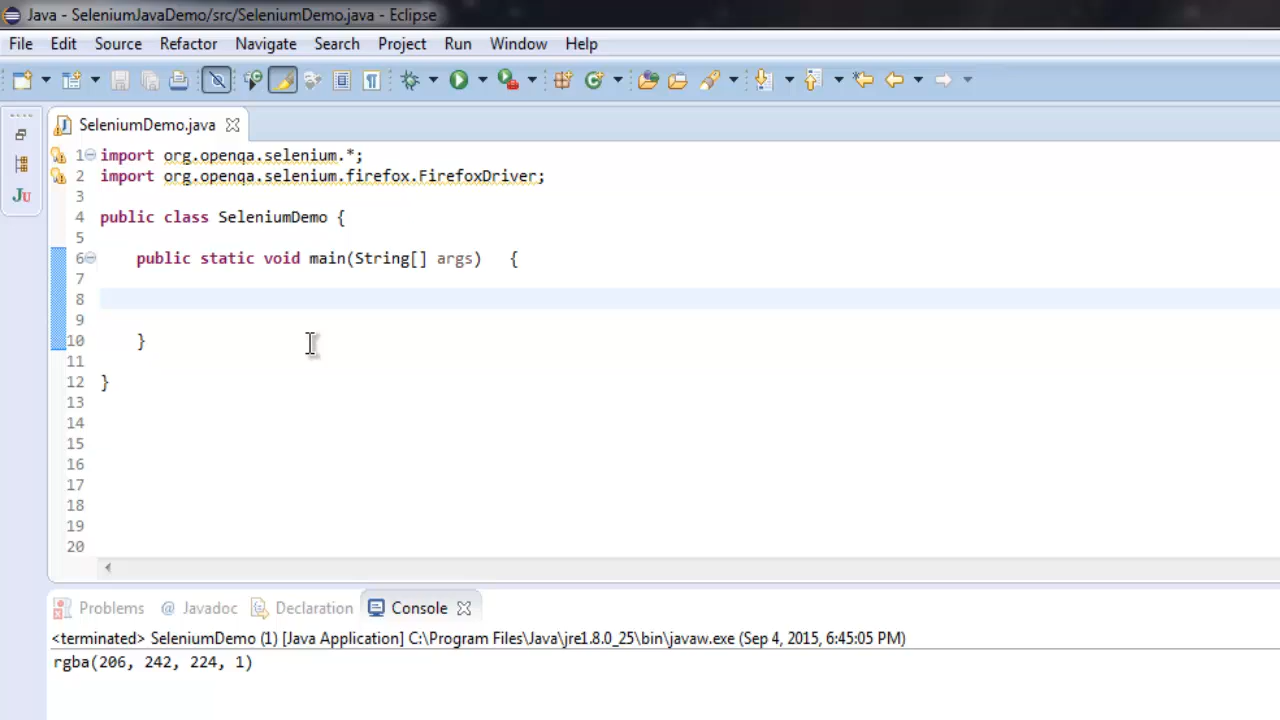 Java - SeleniumJavaDemo/src/SeleniumDemo.java - Eclipse
File Edit Source Refactor Navigate Search Project Run Window Help
SeleniumDemo.java
1 import org.openqa.selenium.*;
2 import org.openqa.selenium.firefox.FirefoxDriver;
3
4 public class SeleniumDemo {
5
6 public static void main(String[] args) {
7
8
9
10 }
11
12 }
13
14
15
16
17
18
19
20
Problems @ Javadoc Declaration Console
<terminated> SeleniumDemo (1) [Java Application] C:\Program Files\Java\jre1.8.0_25\bin\javaw.exe (Sep 4, 2015, 6:45:05 PM)
rgba(206, 242, 224, 1)